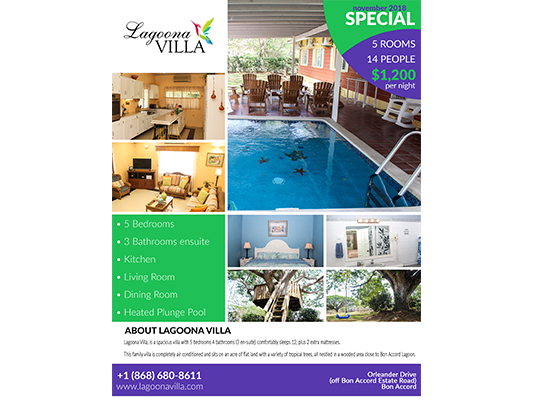 Lagoona
VILLA
november 2018
SPECIAL
5 ROOMS
14 PEOPLE
$1,200
per night
• 5 Bedrooms
• 3 Bathrooms ensuite
• Kitchen
• Living Room
• Dining Room
• Heated Plunge Pool
ABOUT LAGOONA VILLA
Lagoona Villa, is a spacious villa with 5 bedrooms 4 bathrooms (3 en-suite) comfortably sleeps 12, plus 2 extra mattresses.
This family villa is completely air conditioned and sits on an acre of flat land with a variety of tropical trees, all nestled in a wooded area close to Bon Accord Lagoon.
+1 (868) 680-8611
www.lagoonavilla.com
Orleander Drive
(off Bon Accord Estate Road)
Bon Accord